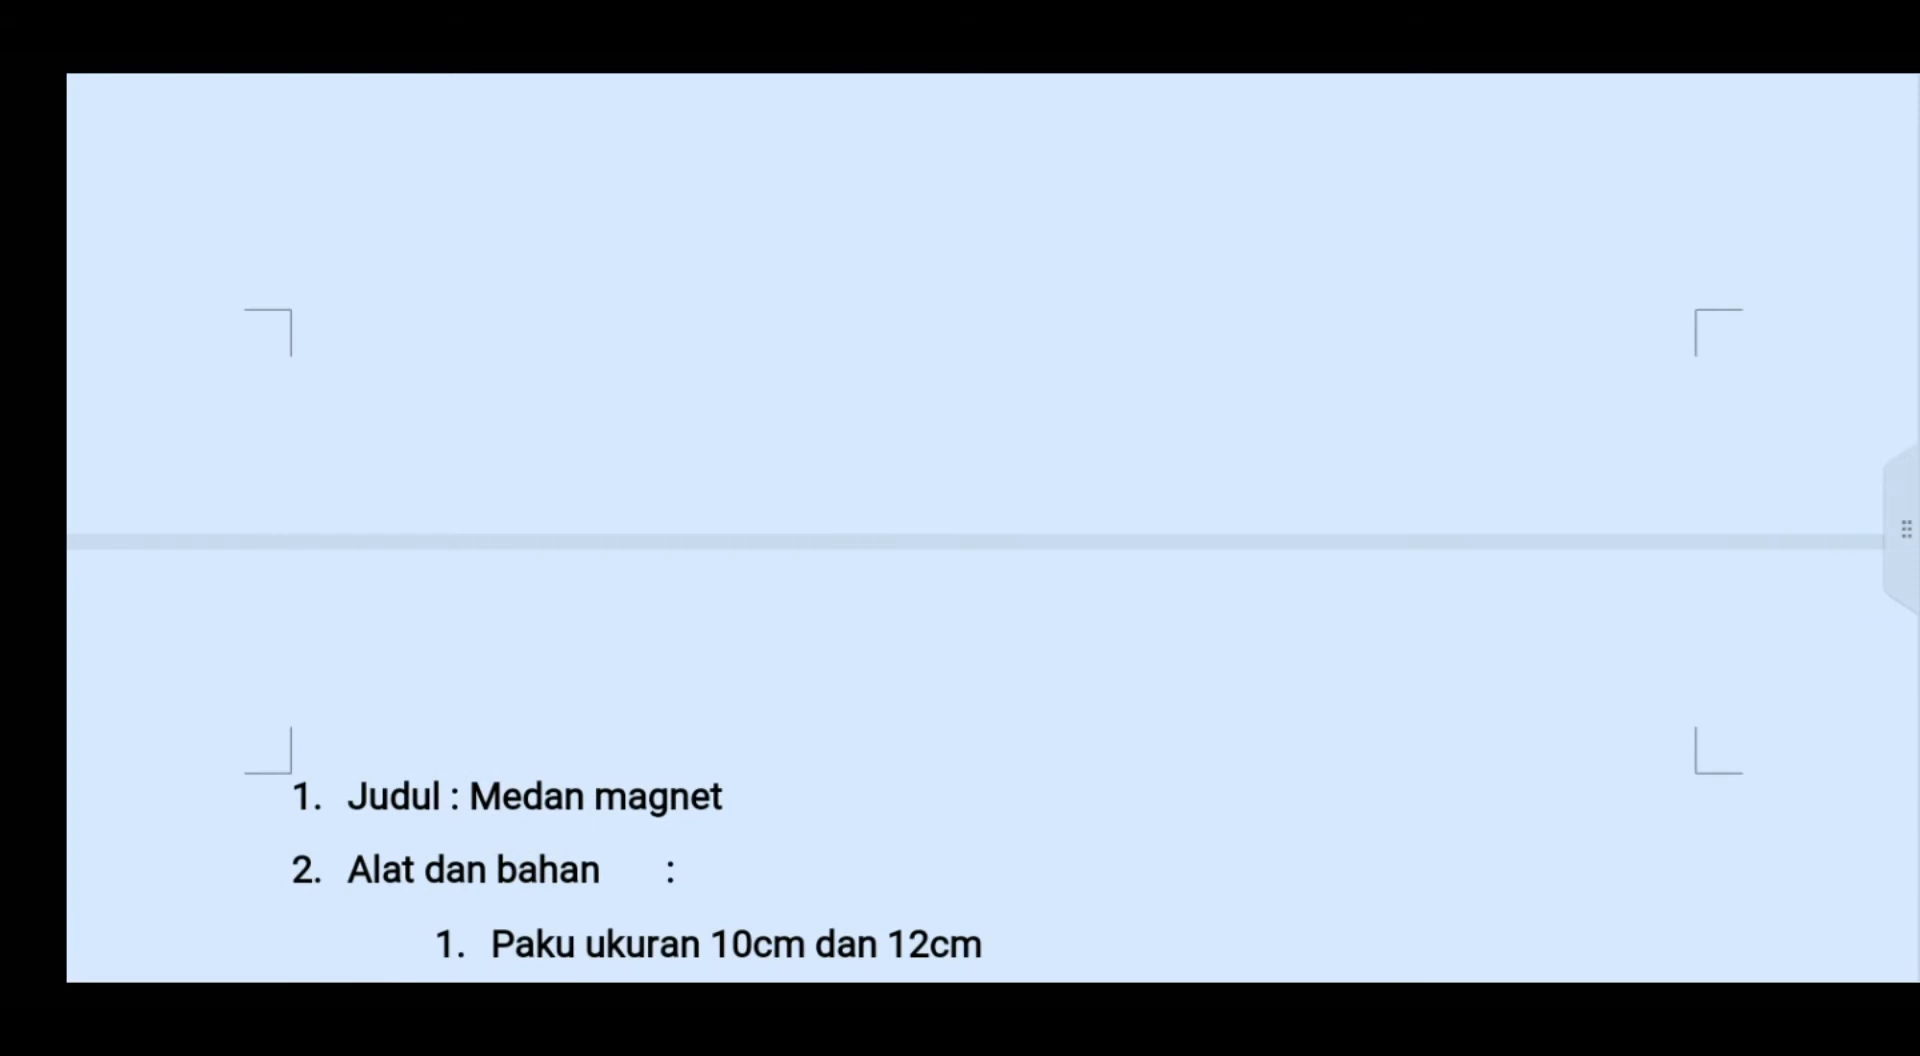 1. Judul : Medan magnet
2. Alat dan bahan :
1. Paku ukuran 10cm dan 12cm